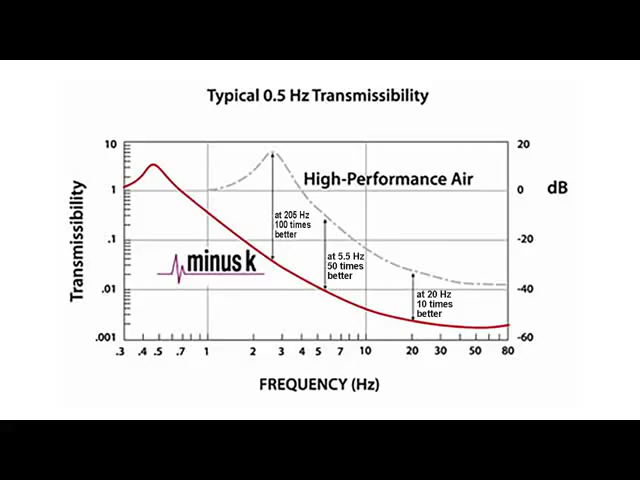 Typical 0.5 Hz Transmissibility
10
1
.1
.01
.001
Transmissibility
20
0
-20
-40
-60
dB
High-Performance Air
at 205 Hz
100 times
better
at 5.5 Hz
50 times
better
at 20 Hz
10 times
better
minus k
.3 .4 .5 .7 1 2 3 4 5 7 10 20 30 50 80
FREQUENCY (Hz)